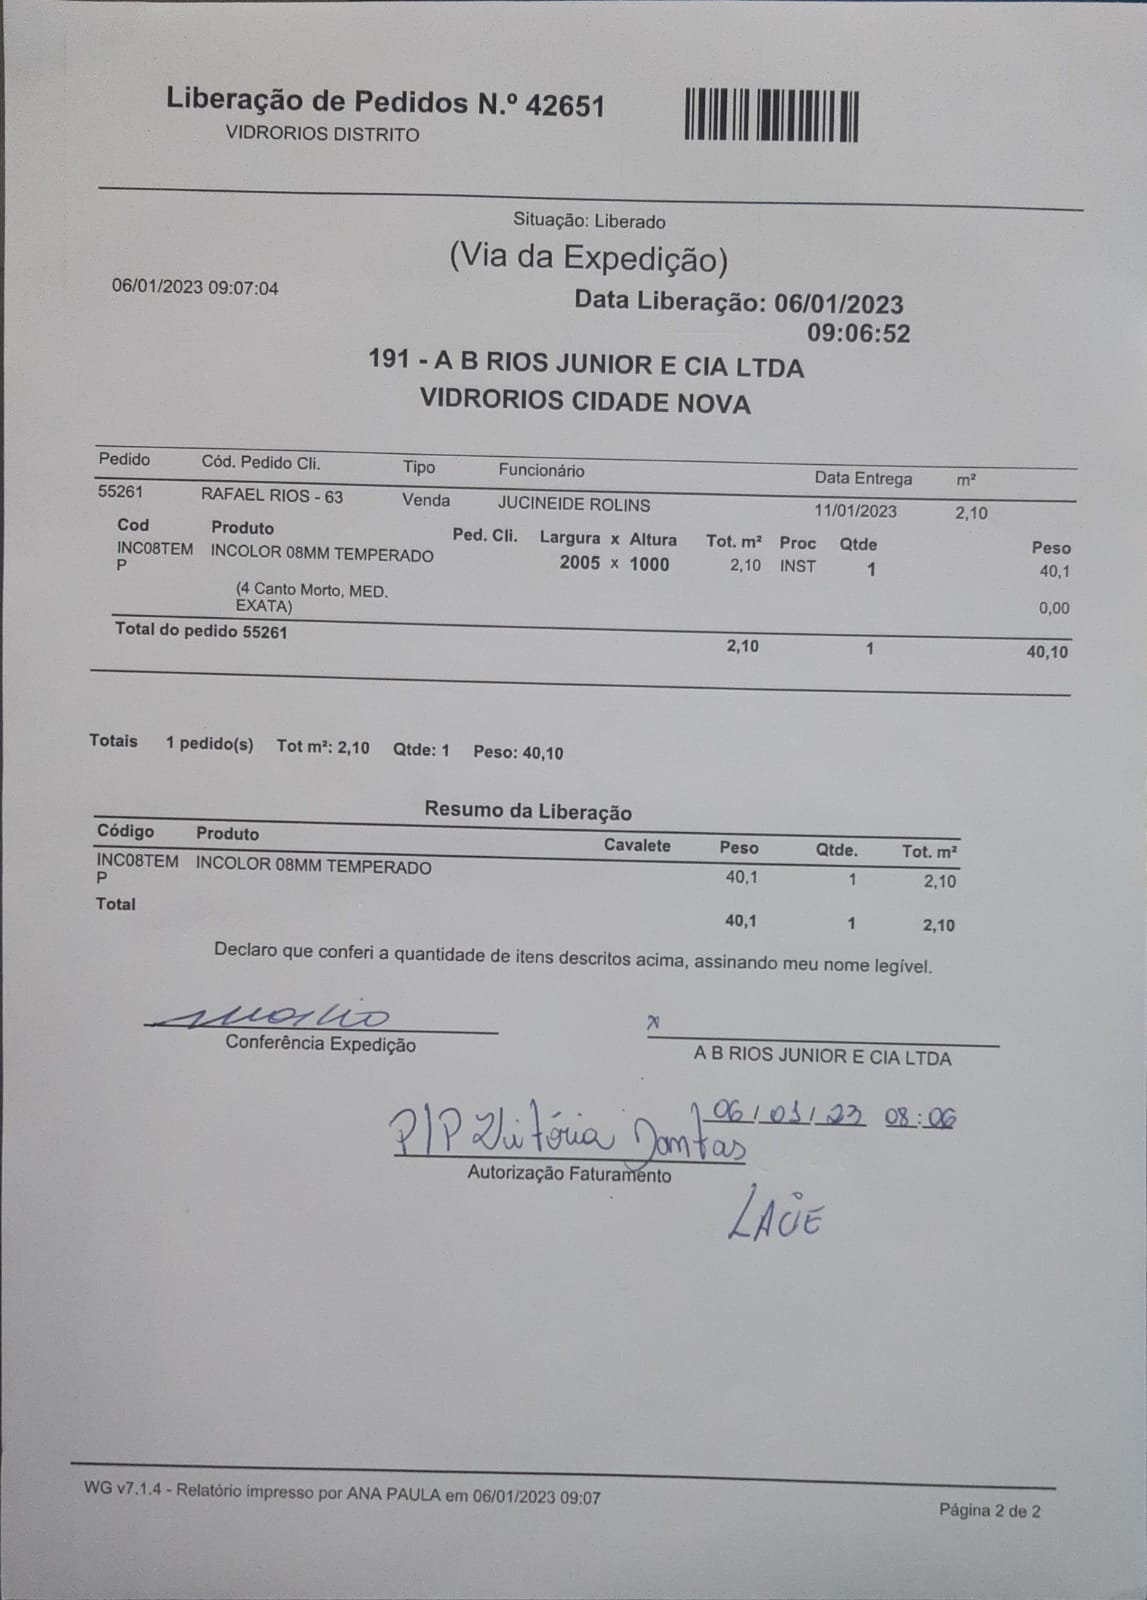 Liberação de Pedidos N.º 42651
VIDRORIOS DISTRITO
Situação: Liberado
(Via da Expedição)
06/01/2023 09:07:04
Data Liberação: 06/01/2023
09:06:52
191 - A B RIOS JUNIOR E CIA LTDA
VIDRORIOS CIDADE NOVA
Pedido Cód. Pedido Cli. Tipo Funcionário Data Entrega m²
55261 RAFAEL RIOS - 63 Venda JUCINEIDE ROLINS 11/01/2023 2,10
Cod Produto Ped. Cli. Largura x Altura Tot. m² Proc Qtde Peso
INC08TEM INCOLOR 08MM TEMPERADO 2005 x 1000 2,10 INST 1 40,1
P
(4 Canto Morto, MED. 0,00
EXATA)
Total do pedido 55261 2,10 1 40,10
Totais 1 pedido(s) Tot m²: 2,10 Qtde: 1 Peso: 40,10
Resumo da Liberação
Código Produto Cavalete Peso Qtde. Tot. m²
INC08TEM INCOLOR 08MM TEMPERADO 40,1 1 2,10
P
Total 40,1 1 2,10
Declaro que conferi a quantidade de itens descritos acima, assinando meu nome legível.
x
Conferência Expedição A B RIOS JUNIOR E CIA LTDA
06/01/23 08:06
P/P Vitória Dantas
Autorização Faturamento
WG v7.1.4 - Relatório impresso por ANA PAULA em 06/01/2023 09:07
Página 2 de 2